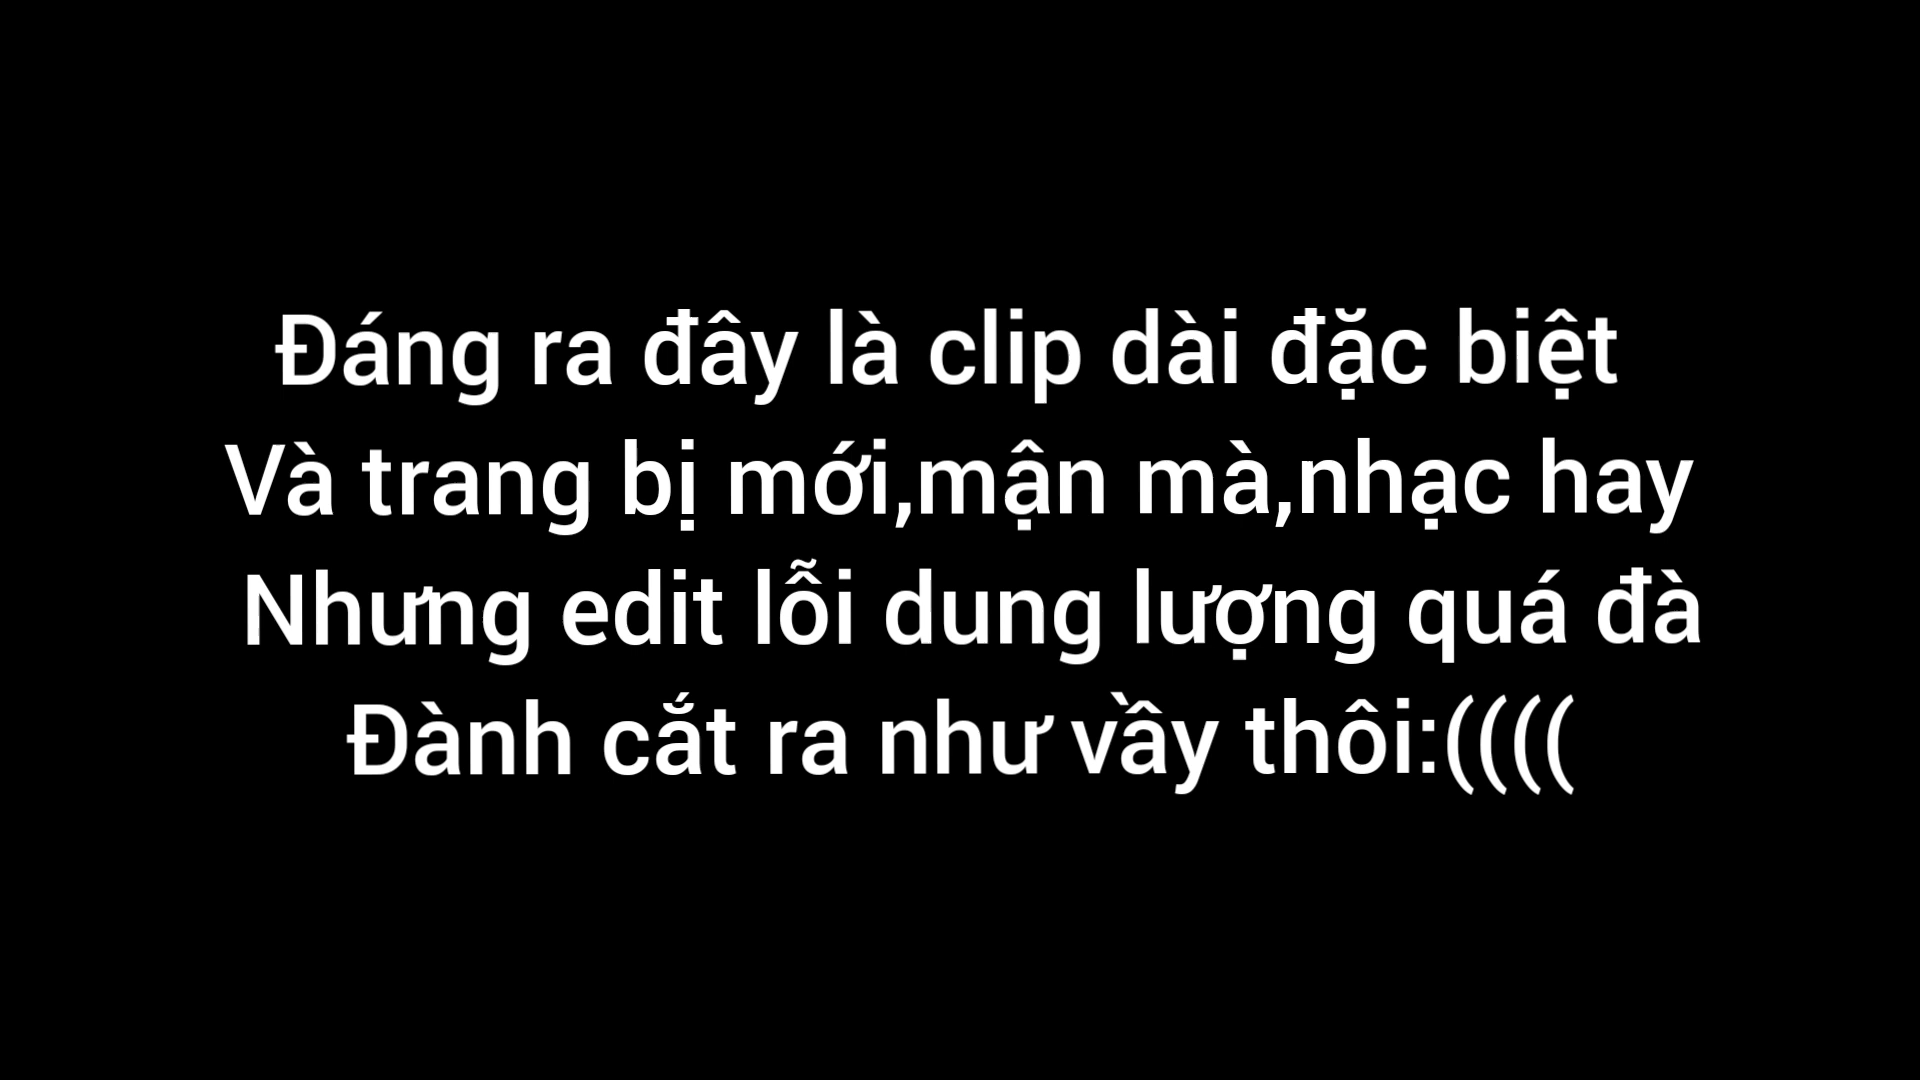 Đáng ra đây là clip dài đặc biệt
Và trang bị mới,mận mà,nhạc hay
Nhưng edit lỗi dung lượng quá đà
Đành cắt ra như vầy thôi:((((